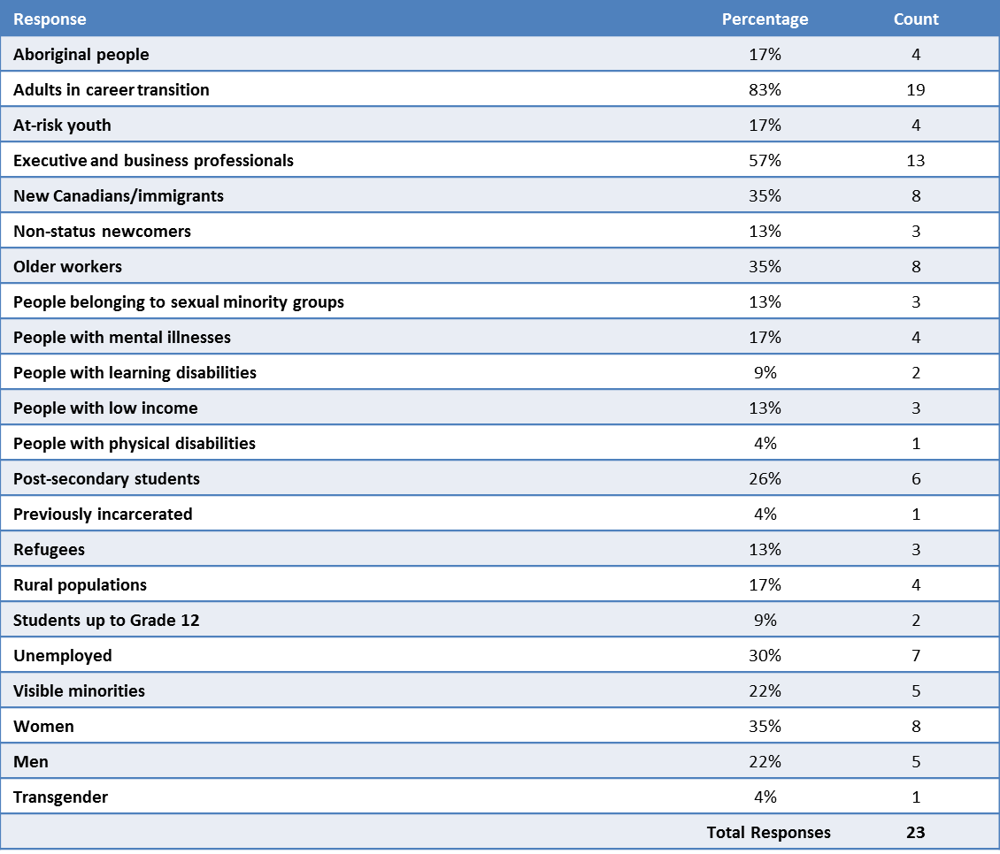 Response Percentage Count
Aboriginal people 17% 4
Adults in career transition 83% 19
At-risk youth 17% 4
Executive and business professionals 57% 13
New Canadians/immigrants 35% 8
Non-status newcomers 13% 3
Older workers 35% 8
People belonging to sexual minority groups 13% 3
People with mental illnesses 17% 4
People with learning disabilities 9% 2
People with low income 13% 3
People with physical disabilities 4% 1
Post-secondary students 26% 6
Previously incarcerated 4% 1
Refugees 13% 3
Rural populations 17% 4
Students up to Grade 12 9% 2
Unemployed 30% 7
Visible minorities 22% 5
Women 35% 8
Men 22% 5
Transgender 4% 1
Total Responses 23